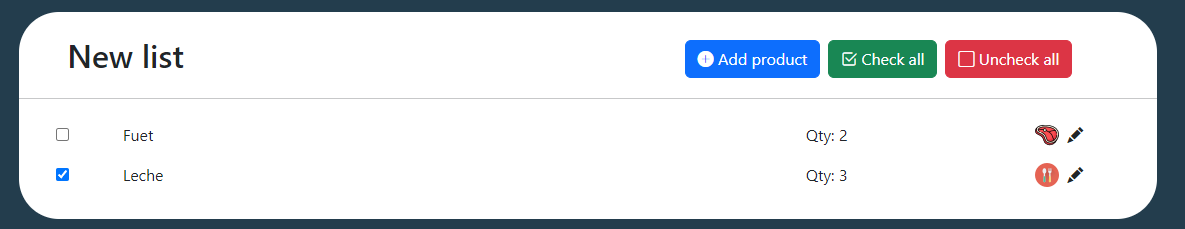 New list
Add product
Check all
Uncheck all
Fuet
Qty: 2
Leche
Qty: 3